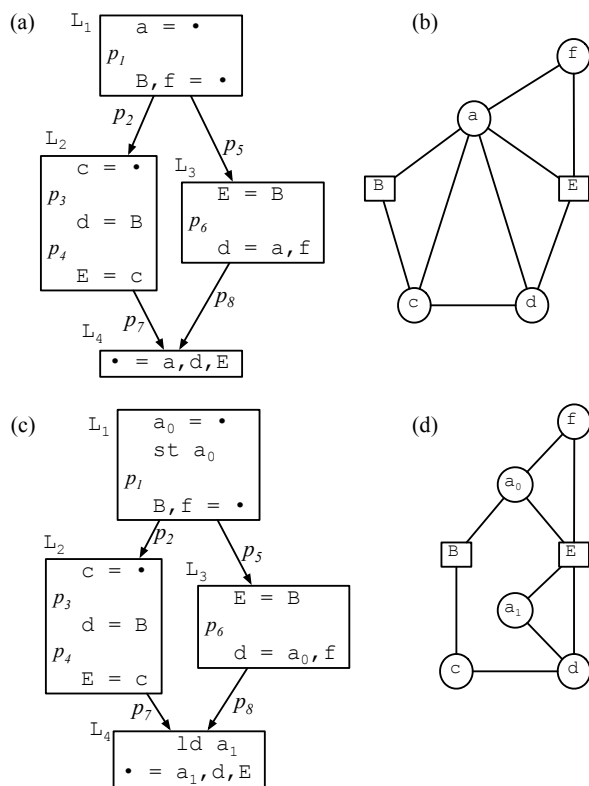 (a)
L1
a = •
p1
B,f = •
p2
p5
L2
c = •
p3
d = B
p4
E = c
L3
E = B
p6
d = a,f
p7
p8
L4
• = a,d,E
(b)
f
a
B
E
c
d
(c)
L1
a0 = •
st a0
p1
B,f = •
p2
p5
L2
c = •
p3
d = B
p4
E = c
L3
E = B
p6
d = a0,f
p7
p8
L4
ld a1
• = a1,d,E
(d)
f
a0
B
E
a1
c
d